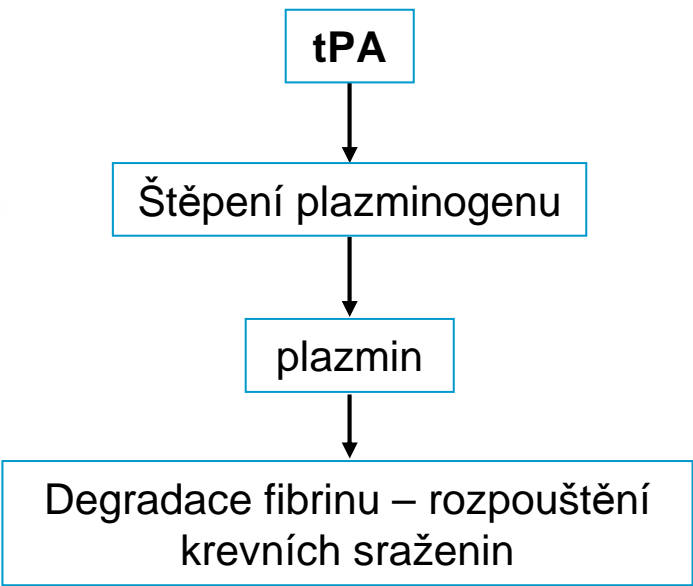 tPA
Štěpení plazminogenu
plazmin
Degradace fibrinu – rozpouštění
krevních sraženin